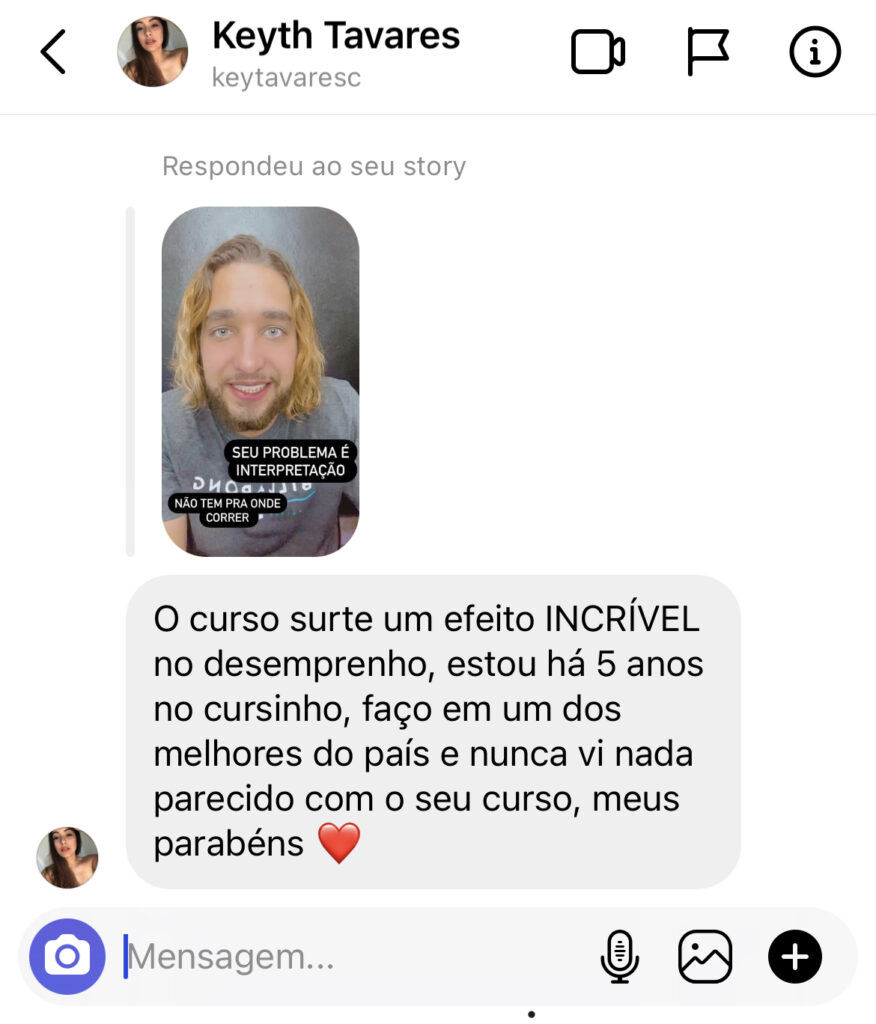 Keyth Tavares
keytavaresc
Respondeu ao seu story
SEU PROBLEMA É
INTERPRETAÇÃO
BILLABONG
NÃO TEM PRA ONDE
CORRER
O curso surte um efeito INCRÍVEL
no desemprenho, estou há 5 anos
no cursinho, faço em um dos
melhores do país e nunca vi nada
parecido com o seu curso, meus
parabéns ❤️
Mensagem...